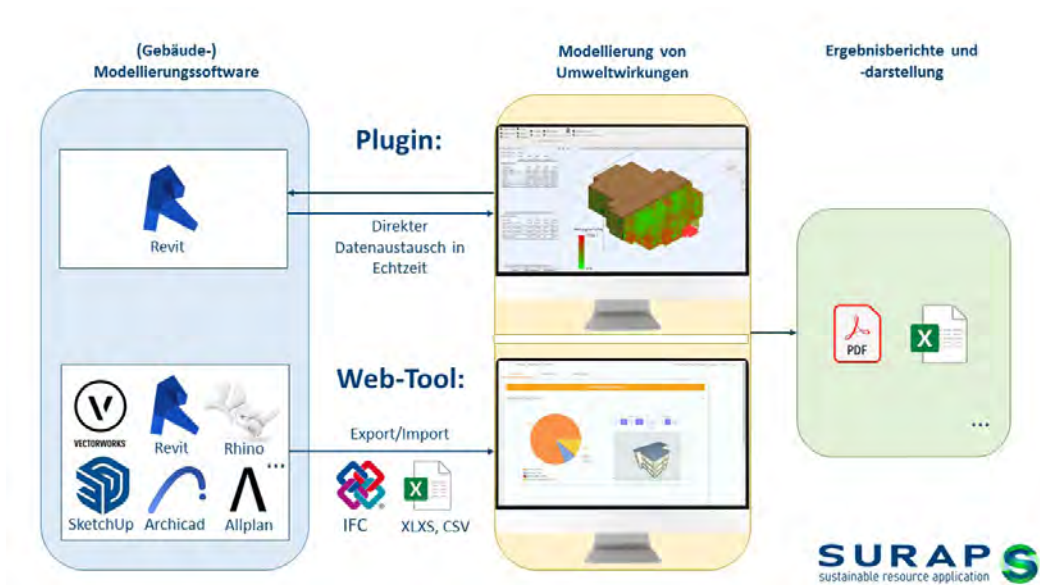 (Gebäude-)
Modellierungssoftware
Modellierung von
Umweltwirkungen
Ergebnisberichte und
-darstellung
Plugin:
Revit
Direkter
Datenaustausch in
Echtzeit
PDF
X
Web-Tool:
VECTORWORKS
Revit
Rhino
Export/Import
...
...
SketchUp
Archicad
Allplan
X
IFC
XLXS, CSV
SURAP S
sustainable resource application